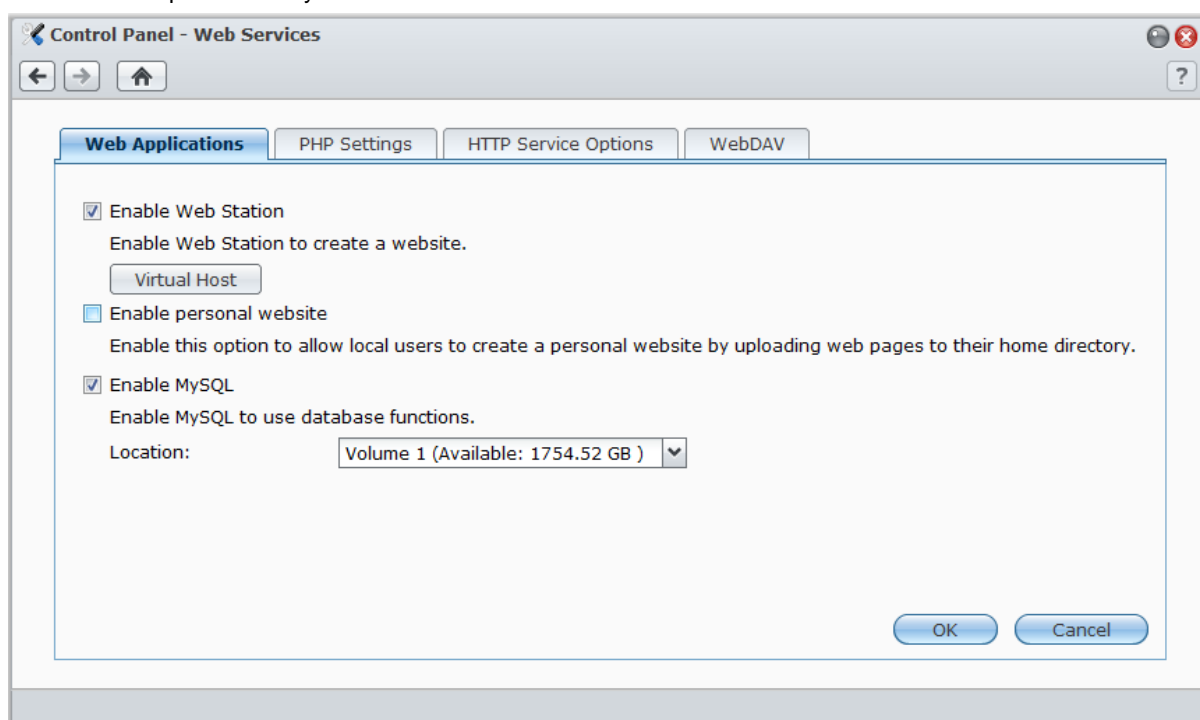 Control Panel - Web Services
?
Web Applications PHP Settings HTTP Service Options WebDAV
Enable Web Station
Enable Web Station to create a website.
Virtual Host
Enable personal website
Enable this option to allow local users to create a personal website by uploading web pages to their home directory.
Enable MySQL
Enable MySQL to use database functions.
Location: Volume 1 (Available: 1754.52 GB )
OK Cancel